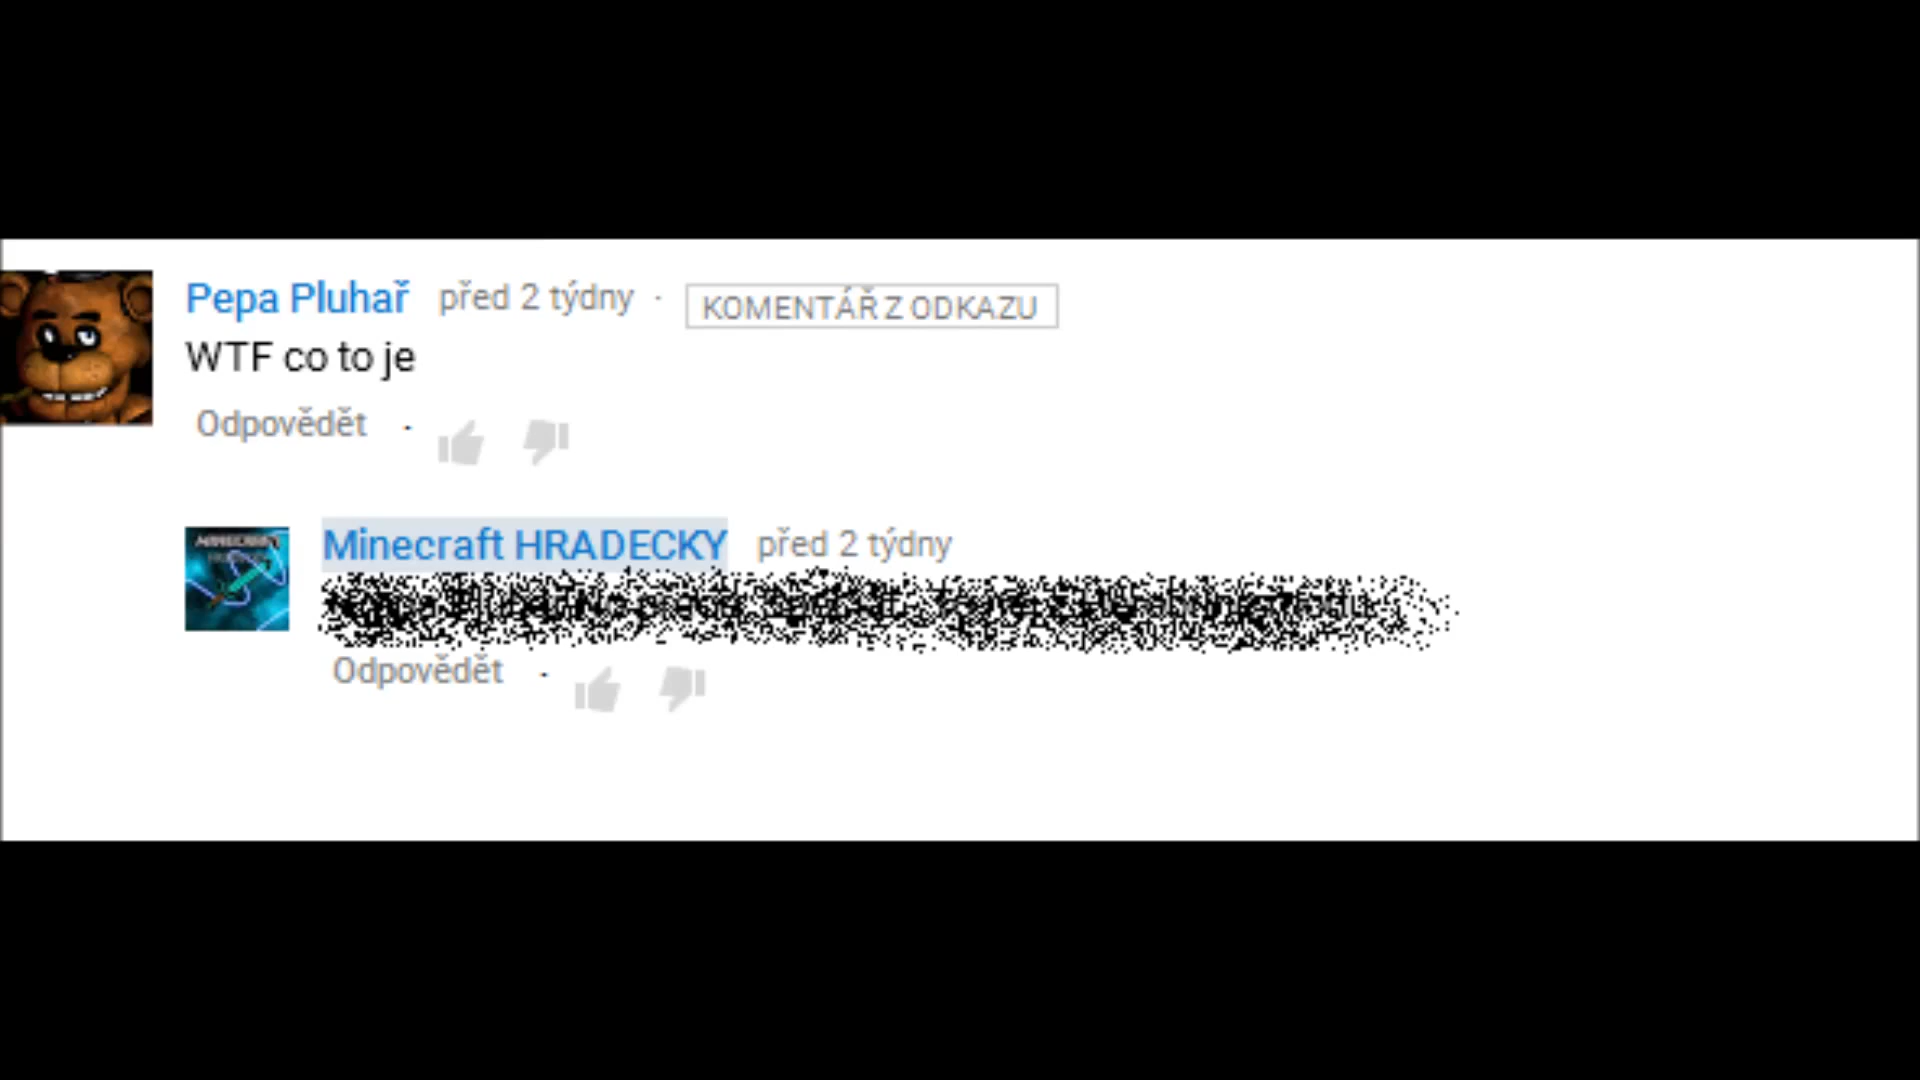 Pepa Pluhař před 2 týdny · KOMENTÁŘ Z ODKAZU
WTF co to je
Odpovědět ·
Minecraft HRADECKY před 2 týdny
Odpovědět ·